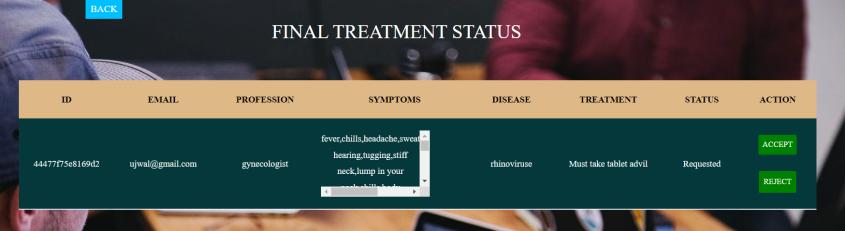 BACK
FINAL TREATMENT STATUS
ID EMAIL PROFESSION SYMPTOMS DISEASE TREATMENT STATUS ACTION
fever,chills,headache,sweat
hearing,tugging,stiff
neck,lump in your
44477f75e8169d2 ujwal@gmail.com gynecologist rhinoviruse Must take tablet advil Requested
ACCEPT
REJECT